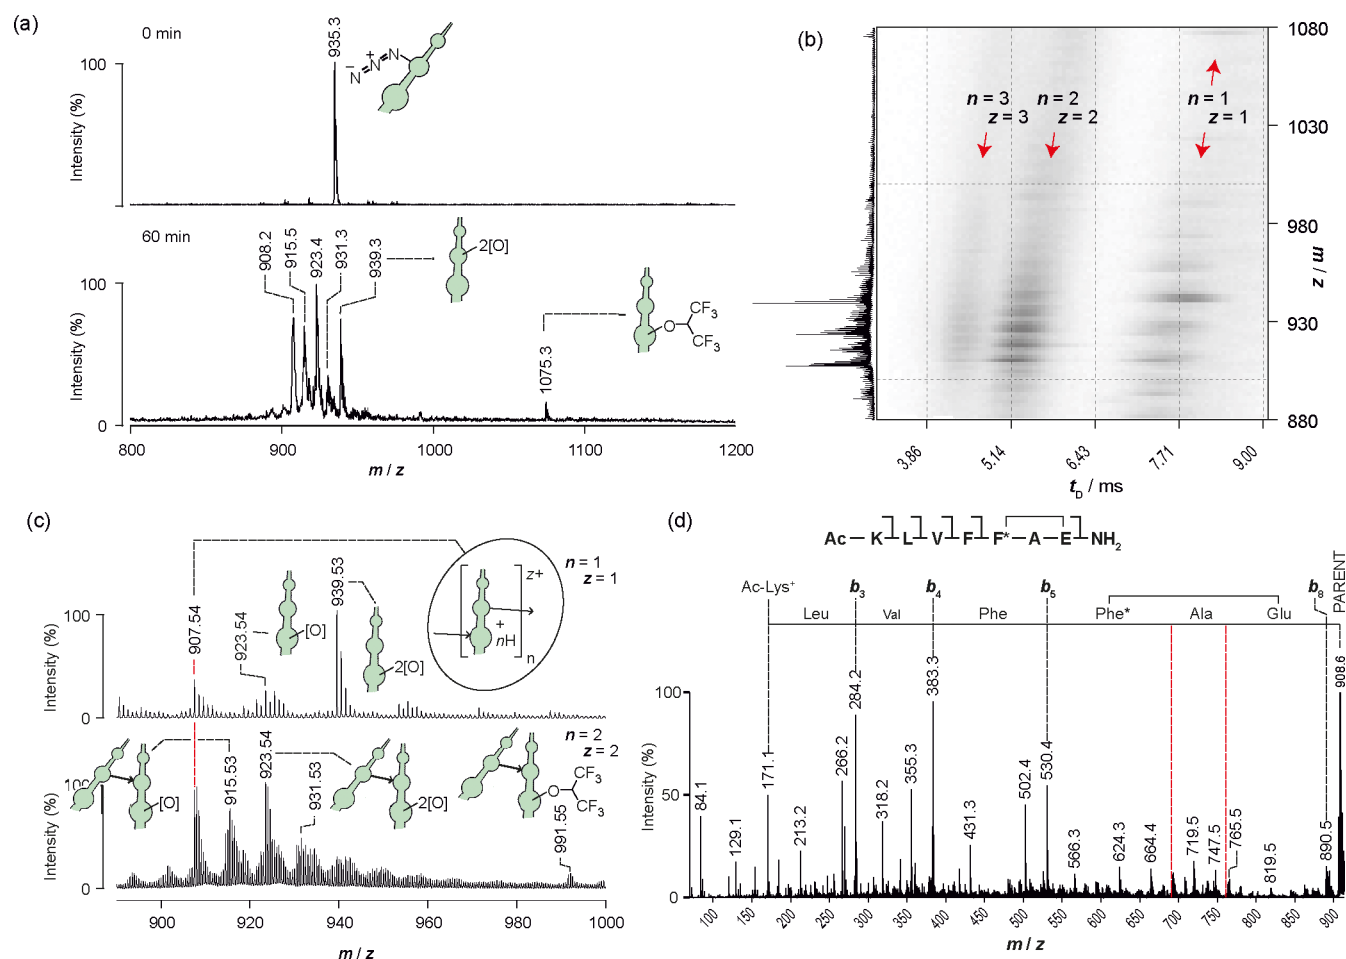 (a)
0 min
935.3
− N = N + = N
100
Intensity (%)
60 min
908.2
915.5
923.4
931.3
939.3
2[O]
1075.3
O
CF3
CF3
100
0
Intensity (%)
800
900
1000
1100
1200
m / z
(b)
n = 3
z = 3
n = 2
z = 2
n = 1
z = 1
1080
1030
980
930
880
m / z
3.86
5.14
6.43
7.71
9.00
tD / ms
(c)
n = 1
z = 1
907.54
923.54
[O]
939.53
2[O]
z+
+
nH
n
100
0
Intensity (%)
n = 2
z = 2
[O]
915.53
923.54
931.53
2[O]
O
CF3
CF3
991.55
100
0
Intensity (%)
900
920
940
960
980
1000
m / z
(d)
Ac – K – L – V – F – F* – A – E – NH2
Ac-Lys+
b3
b4
b5
b8
PARENT
Leu
Val
Phe
Phe*
Ala
Glu
84.1
129.1
171.1
213.2
266.2
284.2
318.2
355.3
383.3
431.3
502.4
530.4
566.3
624.3
664.4
719.5
747.5
765.5
819.5
890.5
908.6
100
50
0
Intensity (%)
100
150
200
250
300
350
400
450
500
550
600
650
700
750
800
850
900
m / z